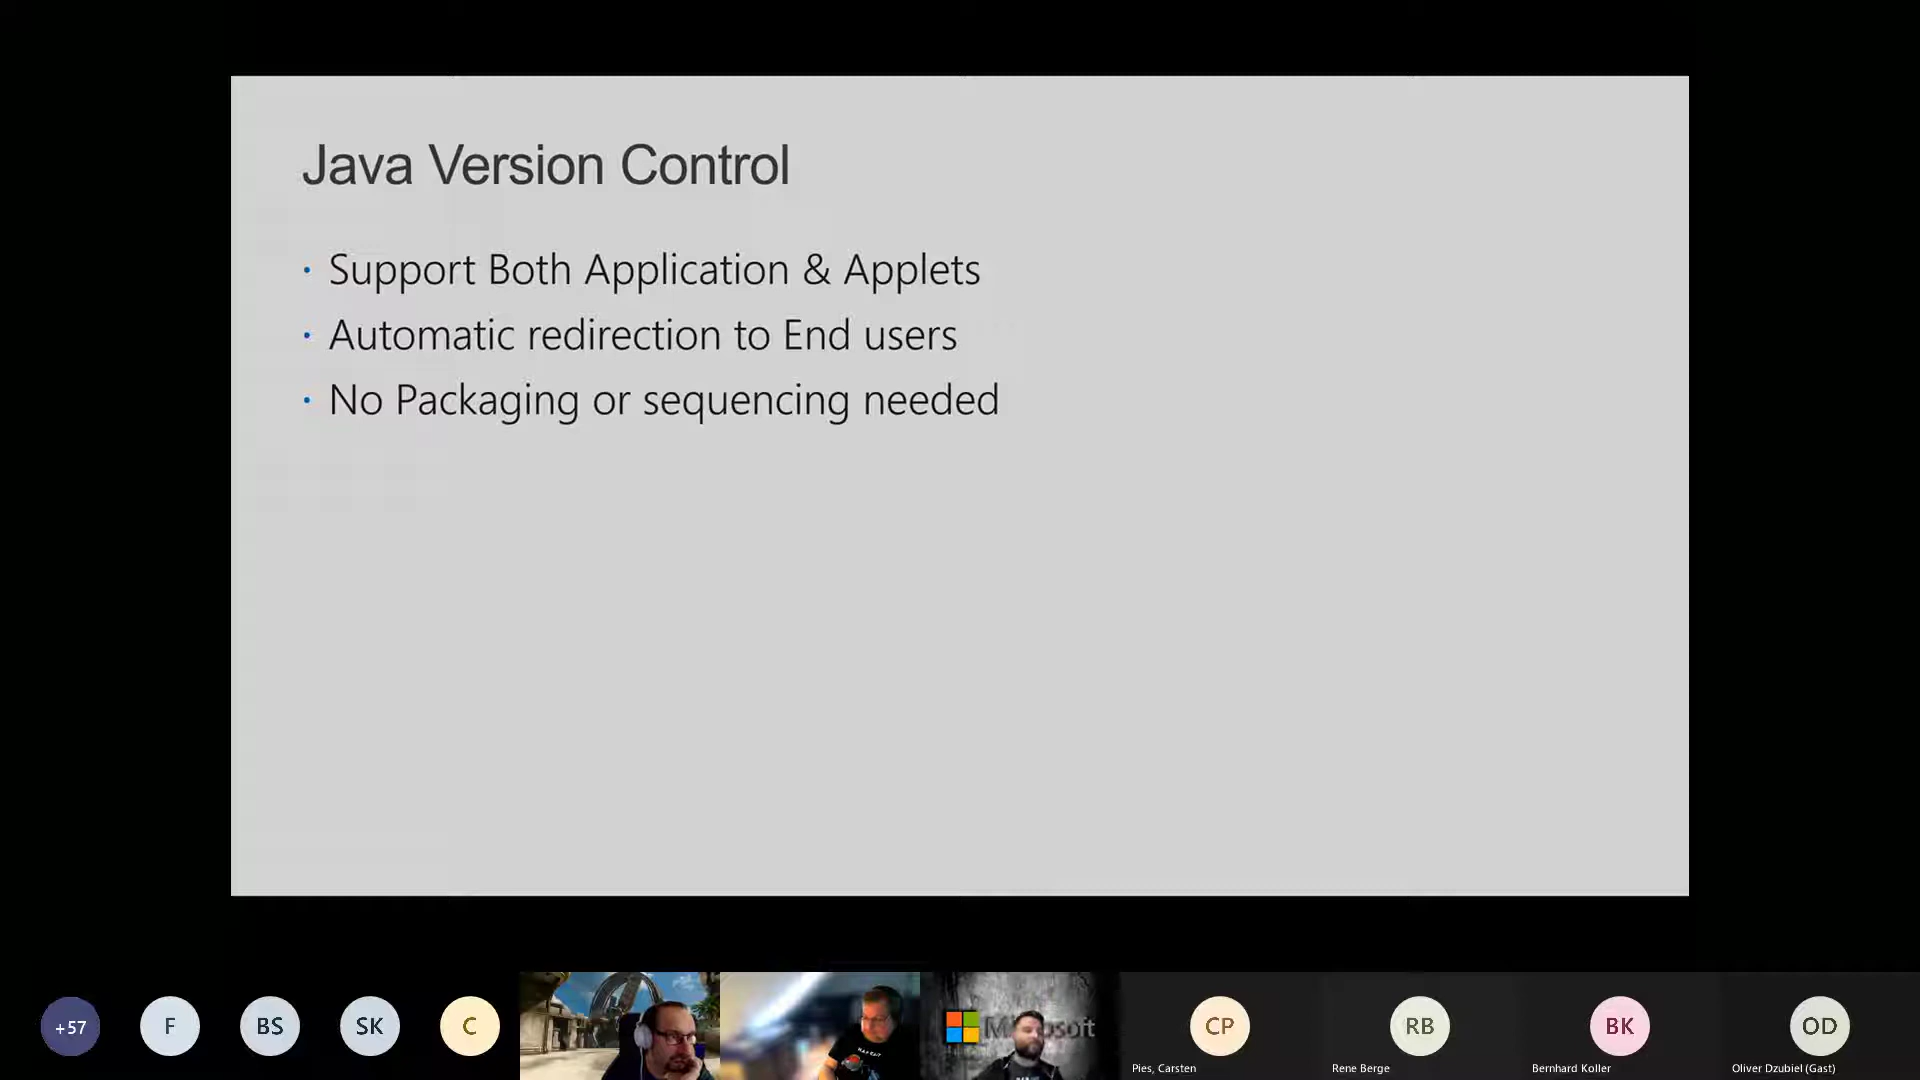 Java Version Control
· Support Both Application & Applets
· Automatic redirection to End users
· No Packaging or sequencing needed
+57
F
BS
SK
C
Microsoft
CP
RB
BK
OD
Pies, Carsten
Rene Berge
Bernhard Koller
Oliver Dzubiel (Gast)